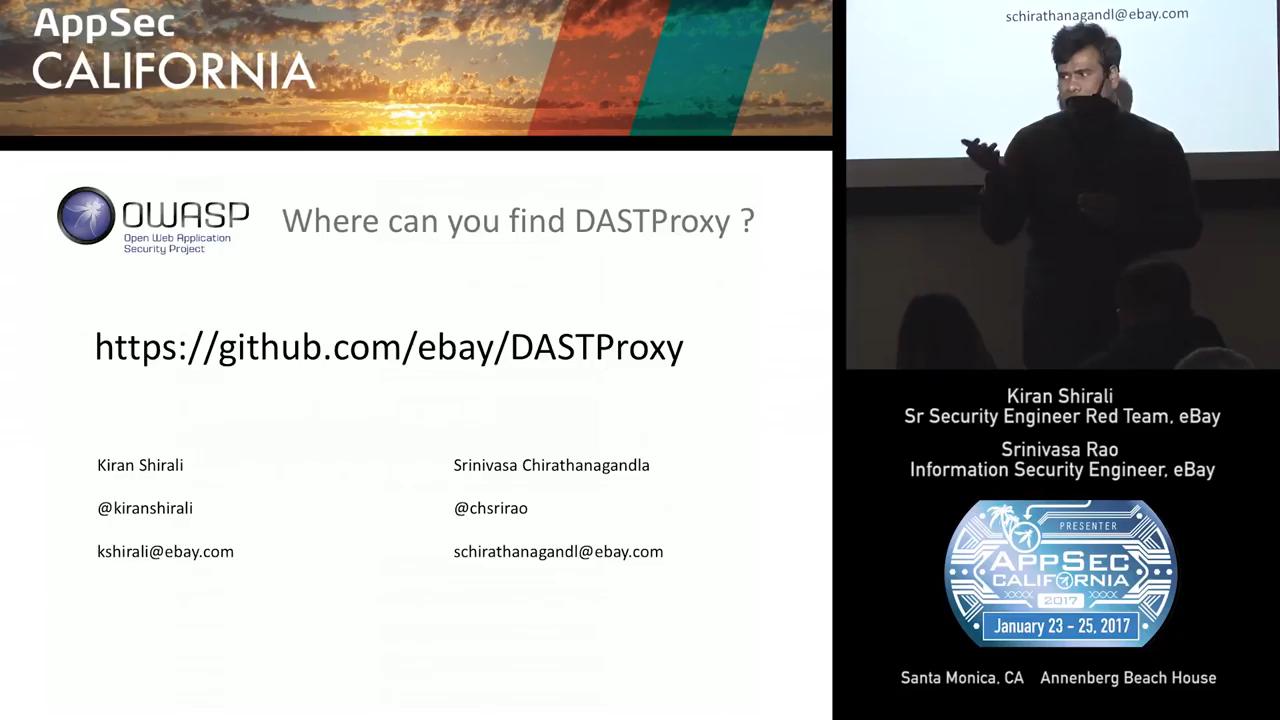 AppSec
CALIFORNIA
OWASP
Open Web Application
Security Project
Where can you find DASTProxy ?
https://github.com/ebay/DASTProxy
Kiran Shirali
Srinivasa Chirathanagandla
@kiranshirali
@chsrirao
kshirali@ebay.com
schirathanagandl@ebay.com
schirathanagandl@ebay.com
Kiran Shirali
Sr Security Engineer Red Team, eBay
Srinivasa Rao
Information Security Engineer, eBay
PRESENTER
APPSEC
CALIFORNIA
2017
January 23 - 25, 2017
Santa Monica, CA Annenberg Beach House